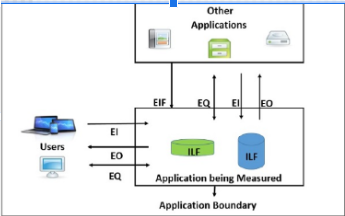 Other
Applications
EIF
EQ
EI
EO
EI
Users
EO
EQ
ILF
ILF
Application being Measured
Application Boundary